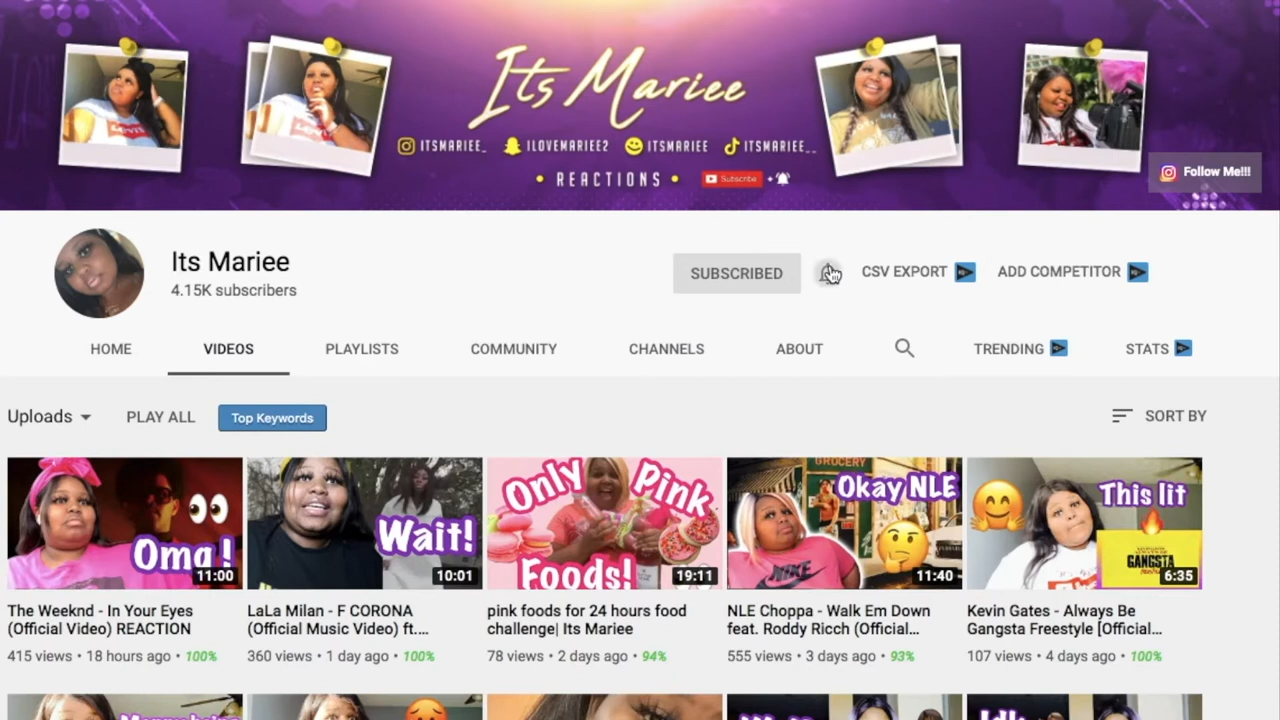 Its Mariee
ITSMARIEE_ ILOVEMARIEE2 ITSMARIEE ITSMARIEE__
• REACTIONS • Subscribe +
Follow Me!!!
Its Mariee
4.15K subscribers
SUBSCRIBED CSV EXPORT ADD COMPETITOR
HOME VIDEOS PLAYLISTS COMMUNITY CHANNELS ABOUT TRENDING STATS
Uploads PLAY ALL Top Keywords SORT BY
Omg!
11:00
Wait!
10:01
Only Pink
Foods!
19:11
GROCERY
Okay NLE
NIKE
11:40
This lit
GANGSTA
6:35
The Weeknd - In Your Eyes
(Official Video) REACTION
415 views • 18 hours ago • 100%
LaLa Milan - F CORONA
(Official Music Video) ft....
360 views • 1 day ago • 100%
pink foods for 24 hours food
challenge| Its Mariee
78 views • 2 days ago • 94%
NLE Choppa - Walk Em Down
feat. Roddy Ricch (Official...
555 views • 3 days ago • 93%
Kevin Gates - Always Be
Gangsta Freestyle [Official...
107 views • 4 days ago • 100%